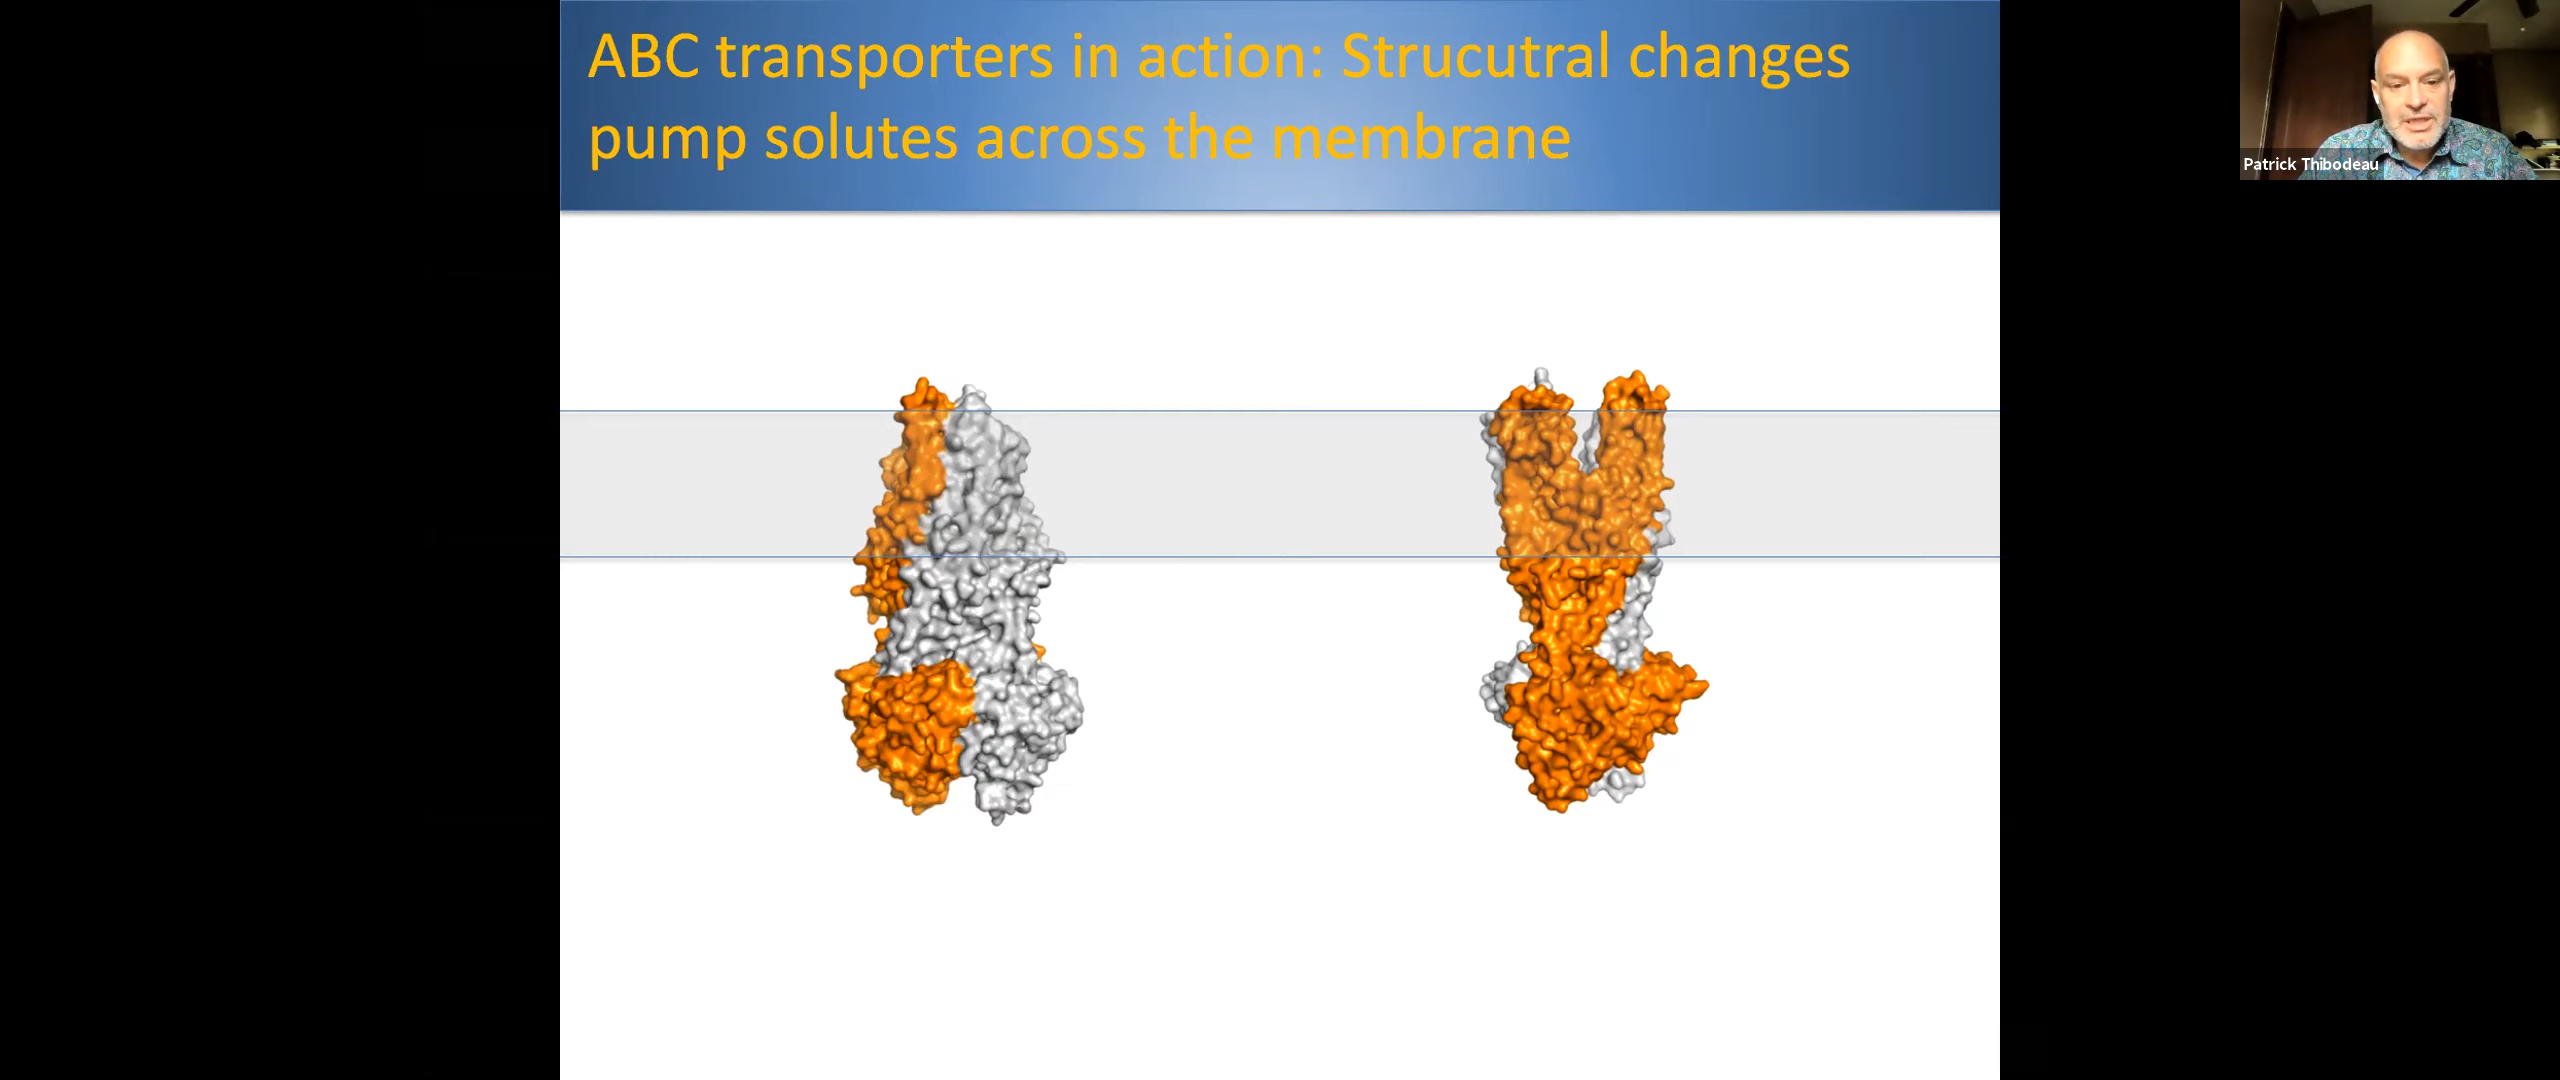 ABC transporters in action: Strucutral changes
pump solutes across the membrane
Patrick Thibodeau